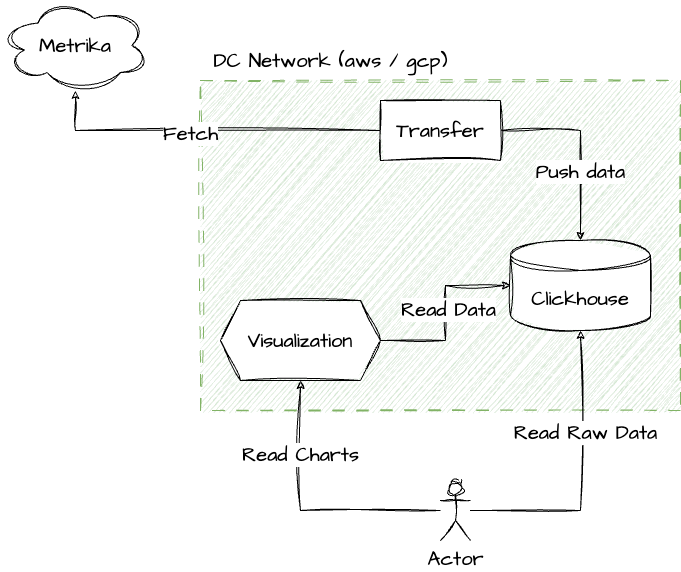 Metrika
DC Network (aws / gcp)
Fetch
Transfer
Push data
Clickhouse
Read Data
Visualization
Read Raw Data
Read Charts
Actor